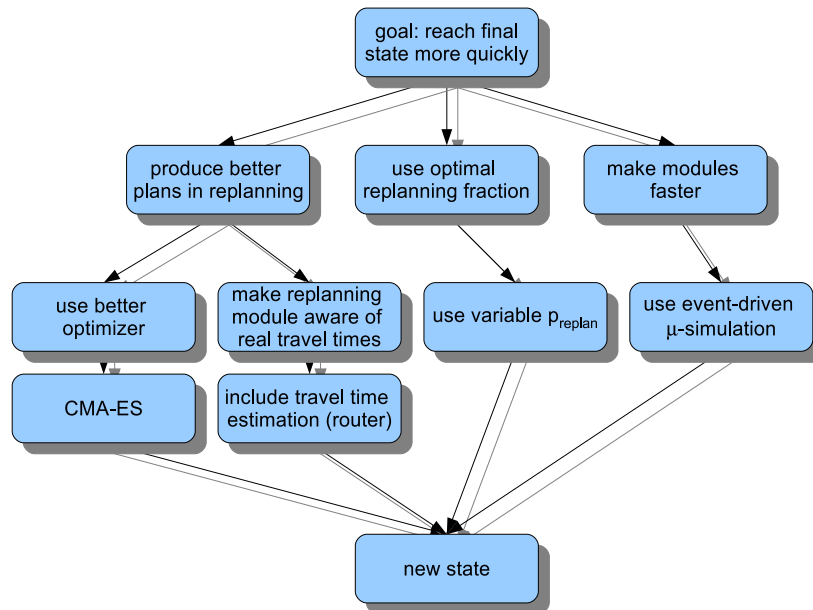 goal: reach final
state more quickly
produce better
plans in replanning
use optimal
replanning fraction
make modules
faster
use better
optimizer
make replanning
module aware of
real travel times
use variable preplan
use event-driven
μ-simulation
CMA-ES
include travel time
estimation (router)
new state